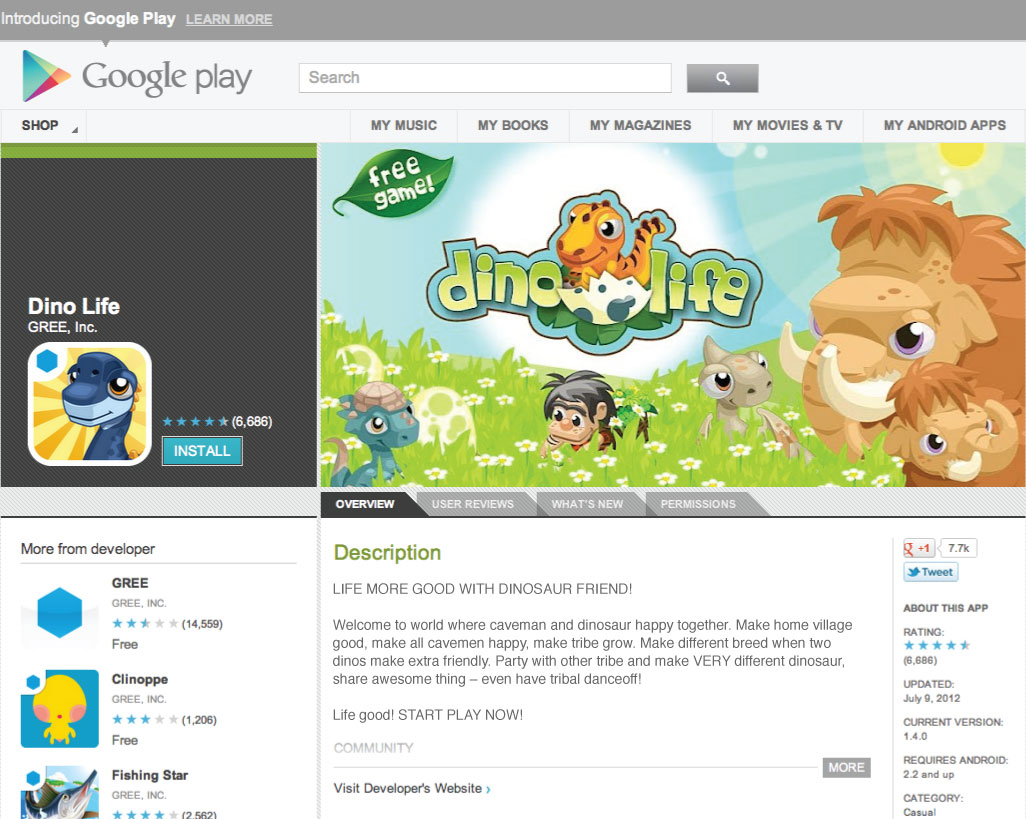 Introducing Google Play LEARN MORE
Google play
Search
SHOP
MY MUSIC
MY BOOKS
MY MAGAZINES
MY MOVIES & TV
MY ANDROID APPS
free
game!
dino life
Dino Life
GREE, Inc.
(6,686)
INSTALL
OVERVIEW
USER REVIEWS
WHAT'S NEW
PERMISSIONS
More from developer
GREE
GREE, INC.
(14,559)
Free
Clinoppe
GREE, INC.
(1,206)
Free
Fishing Star
GREE, INC.
(2,562)
Description
LIFE MORE GOOD WITH DINOSAUR FRIEND!
Welcome to world where caveman and dinosaur happy together. Make home village
good, make all cavemen happy, make tribe grow. Make different breed when two
dinos make extra friendly. Party with other tribe and make VERY different dinosaur,
share awesome thing – even have tribal danceoff!
Life good! START PLAY NOW!
COMMUNITY
MORE
Visit Developer's Website ›
g +1 7.7k
Tweet
ABOUT THIS APP
RATING:
(6,686)
UPDATED:
July 9, 2012
CURRENT VERSION:
1.4.0
REQUIRES ANDROID:
2.2 and up
CATEGORY:
Casual